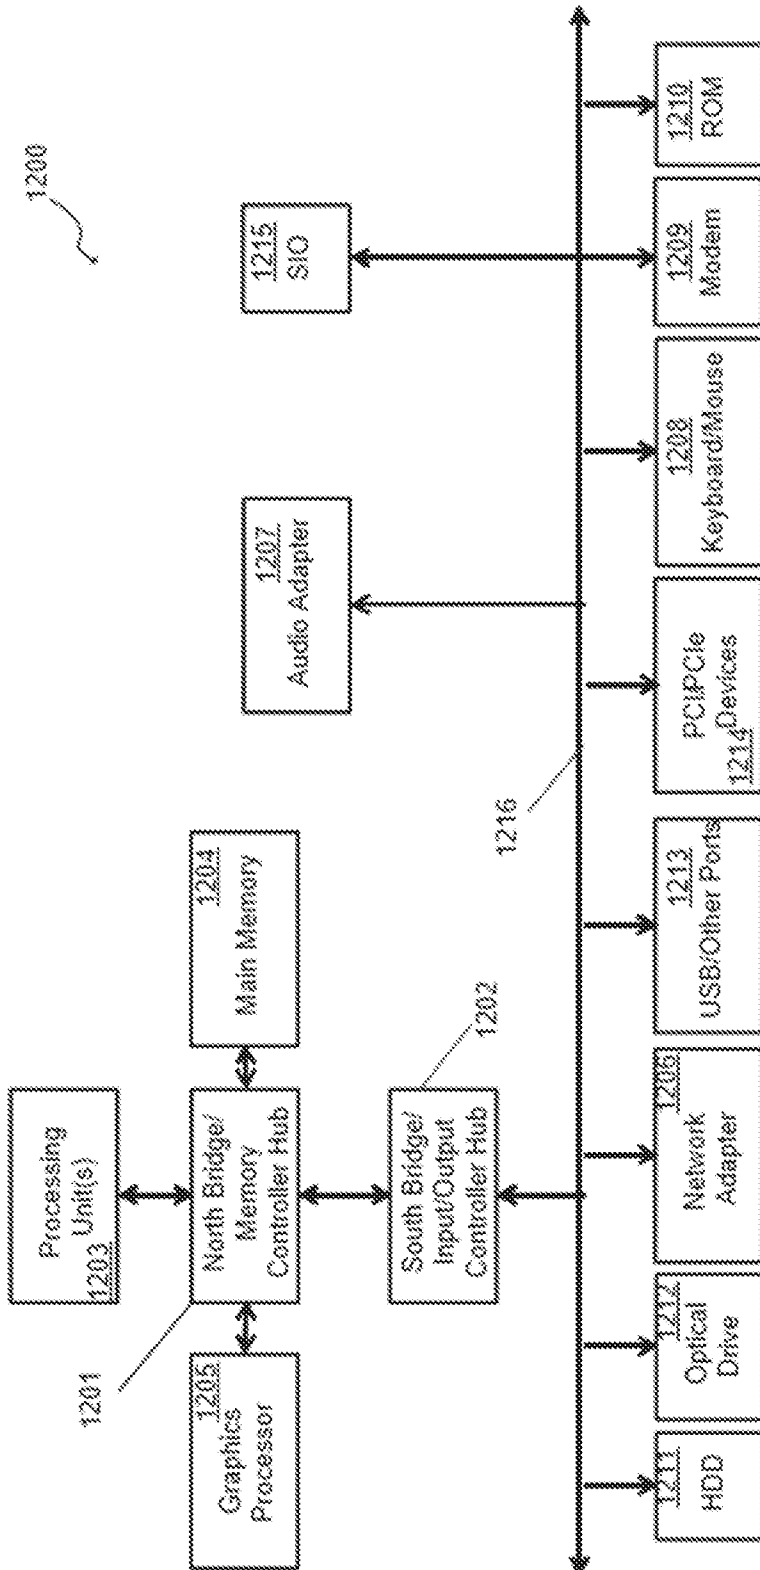 1200
Processing
Unit(s)
1203
1201
1205
Graphics
Processor
North Bridge/
Memory
Controller Hub
1204
Main Memory
1207
Audio Adapter
1215
SIO
South Bridge/
Input/Output
Controller Hub
1202
1216
1211
HDD
1212
Optical
Drive
1206
Network
Adapter
1213
USB/Other Ports
PCI/PCIe
Devices
1214
1208
Keyboard/Mouse
1209
Modem
1210
ROM